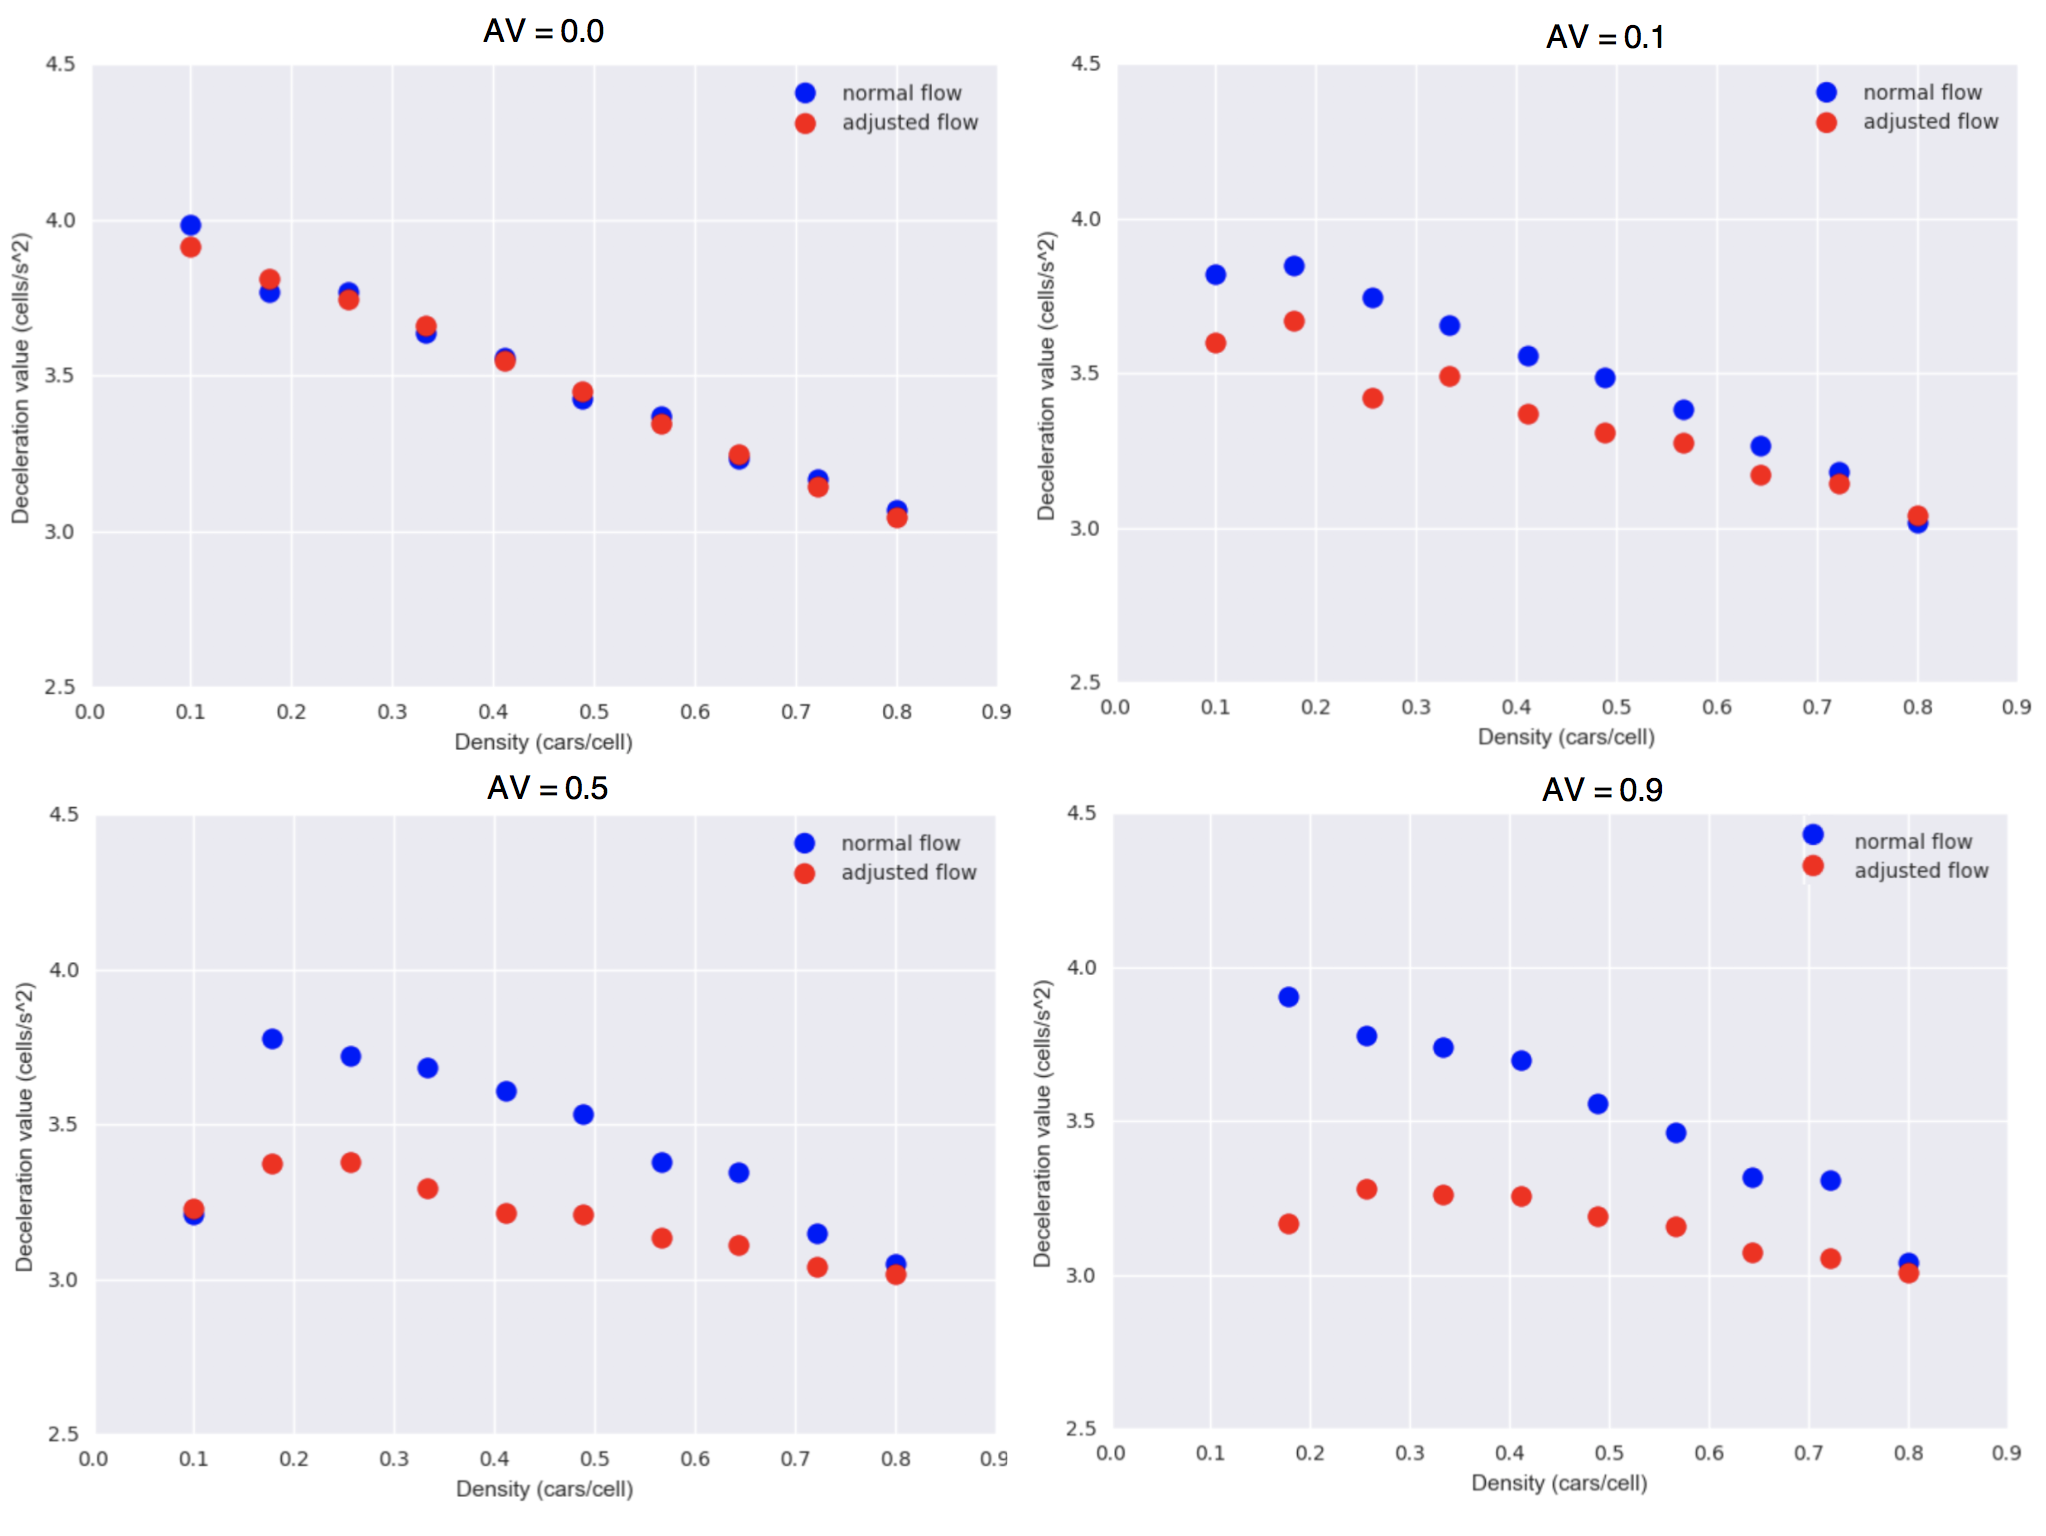 AV = 0.0
4.5
4.0
3.5
3.0
2.5
Deceleration value (cells/s^2)
normal flow
adjusted flow
0.0 0.1 0.2 0.3 0.4 0.5 0.6 0.7 0.8 0.9
Density (cars/cell)
AV = 0.1
4.5
4.0
3.5
3.0
2.5
Deceleration value (cells/s^2)
normal flow
adjusted flow
0.0 0.1 0.2 0.3 0.4 0.5 0.6 0.7 0.8 0.9
Density (cars/cell)
AV = 0.5
4.5
4.0
3.5
3.0
2.5
Deceleration value (cells/s^2)
normal flow
adjusted flow
0.0 0.1 0.2 0.3 0.4 0.5 0.6 0.7 0.8 0.9
Density (cars/cell)
AV = 0.9
4.5
4.0
3.5
3.0
2.5
Deceleration value (cells/s^2)
normal flow
adjusted flow
0.0 0.1 0.2 0.3 0.4 0.5 0.6 0.7 0.8 0.9
Density (cars/cell)